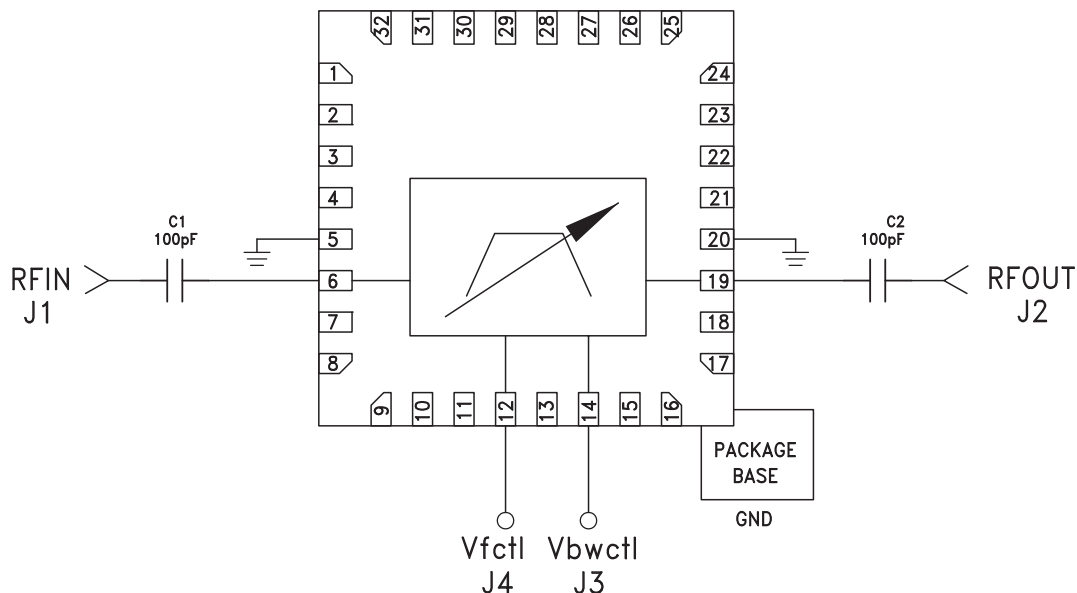 32 31 30 29 28 27 26 25
1
2
3
4
5
6
7
8
24
23
22
21
20
19
18
17
9 10 11 12 13 14 15 16
C1
100pF
RFIN
J1
C2
100pF
RFOUT
J2
PACKAGE
BASE
GND
Vfctl
J4
Vbwctl
J3